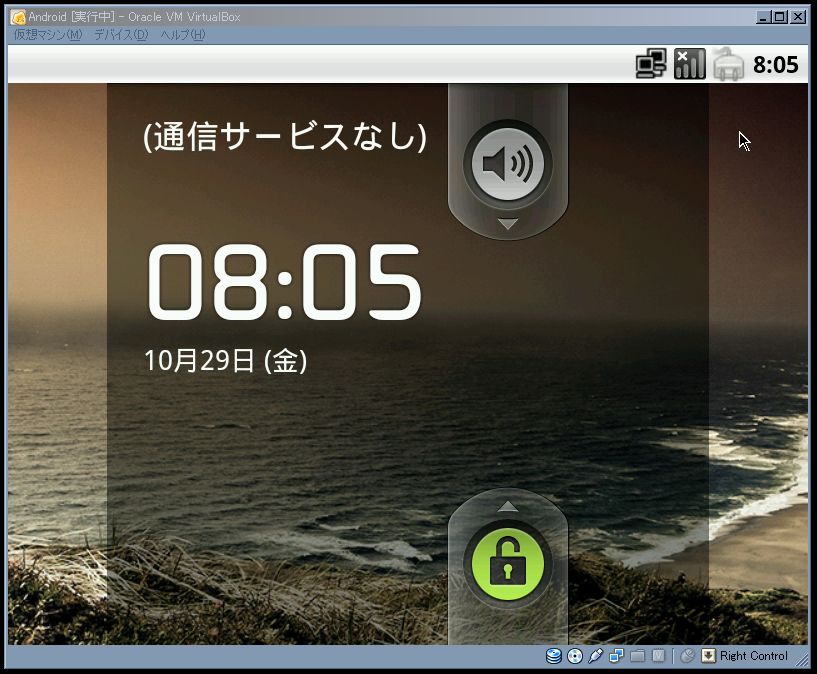 Android [実行中] - Oracle VM VirtualBox
仮想マシン(M) デバイス(D) ヘルプ(H)
8:05
(通信サービスなし)
08:05
10月29日 (金)
Right Control